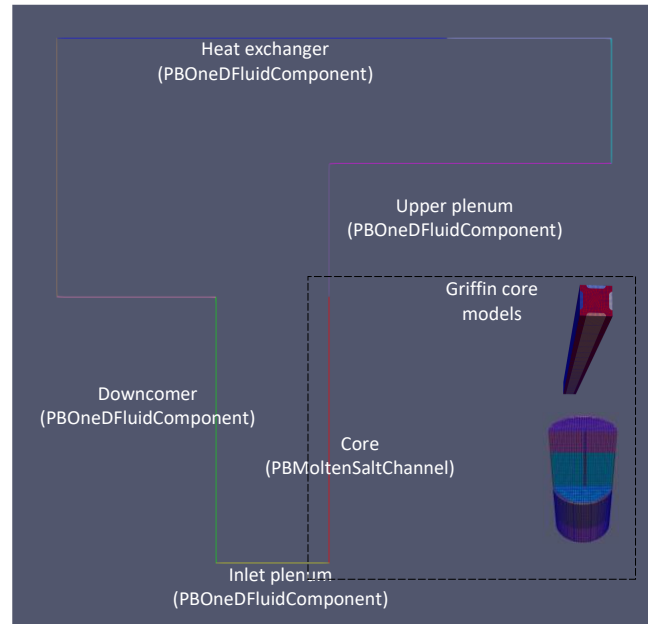 Heat exchanger
(PBOneDFluidComponent)
Upper plenum
(PBOneDFluidComponent)
Griffin core
models
Downcomer
(PBOneDFluidComponent)
Core
(PBMoltenSaltChannel)
Inlet plenum
(PBOneDFluidComponent)